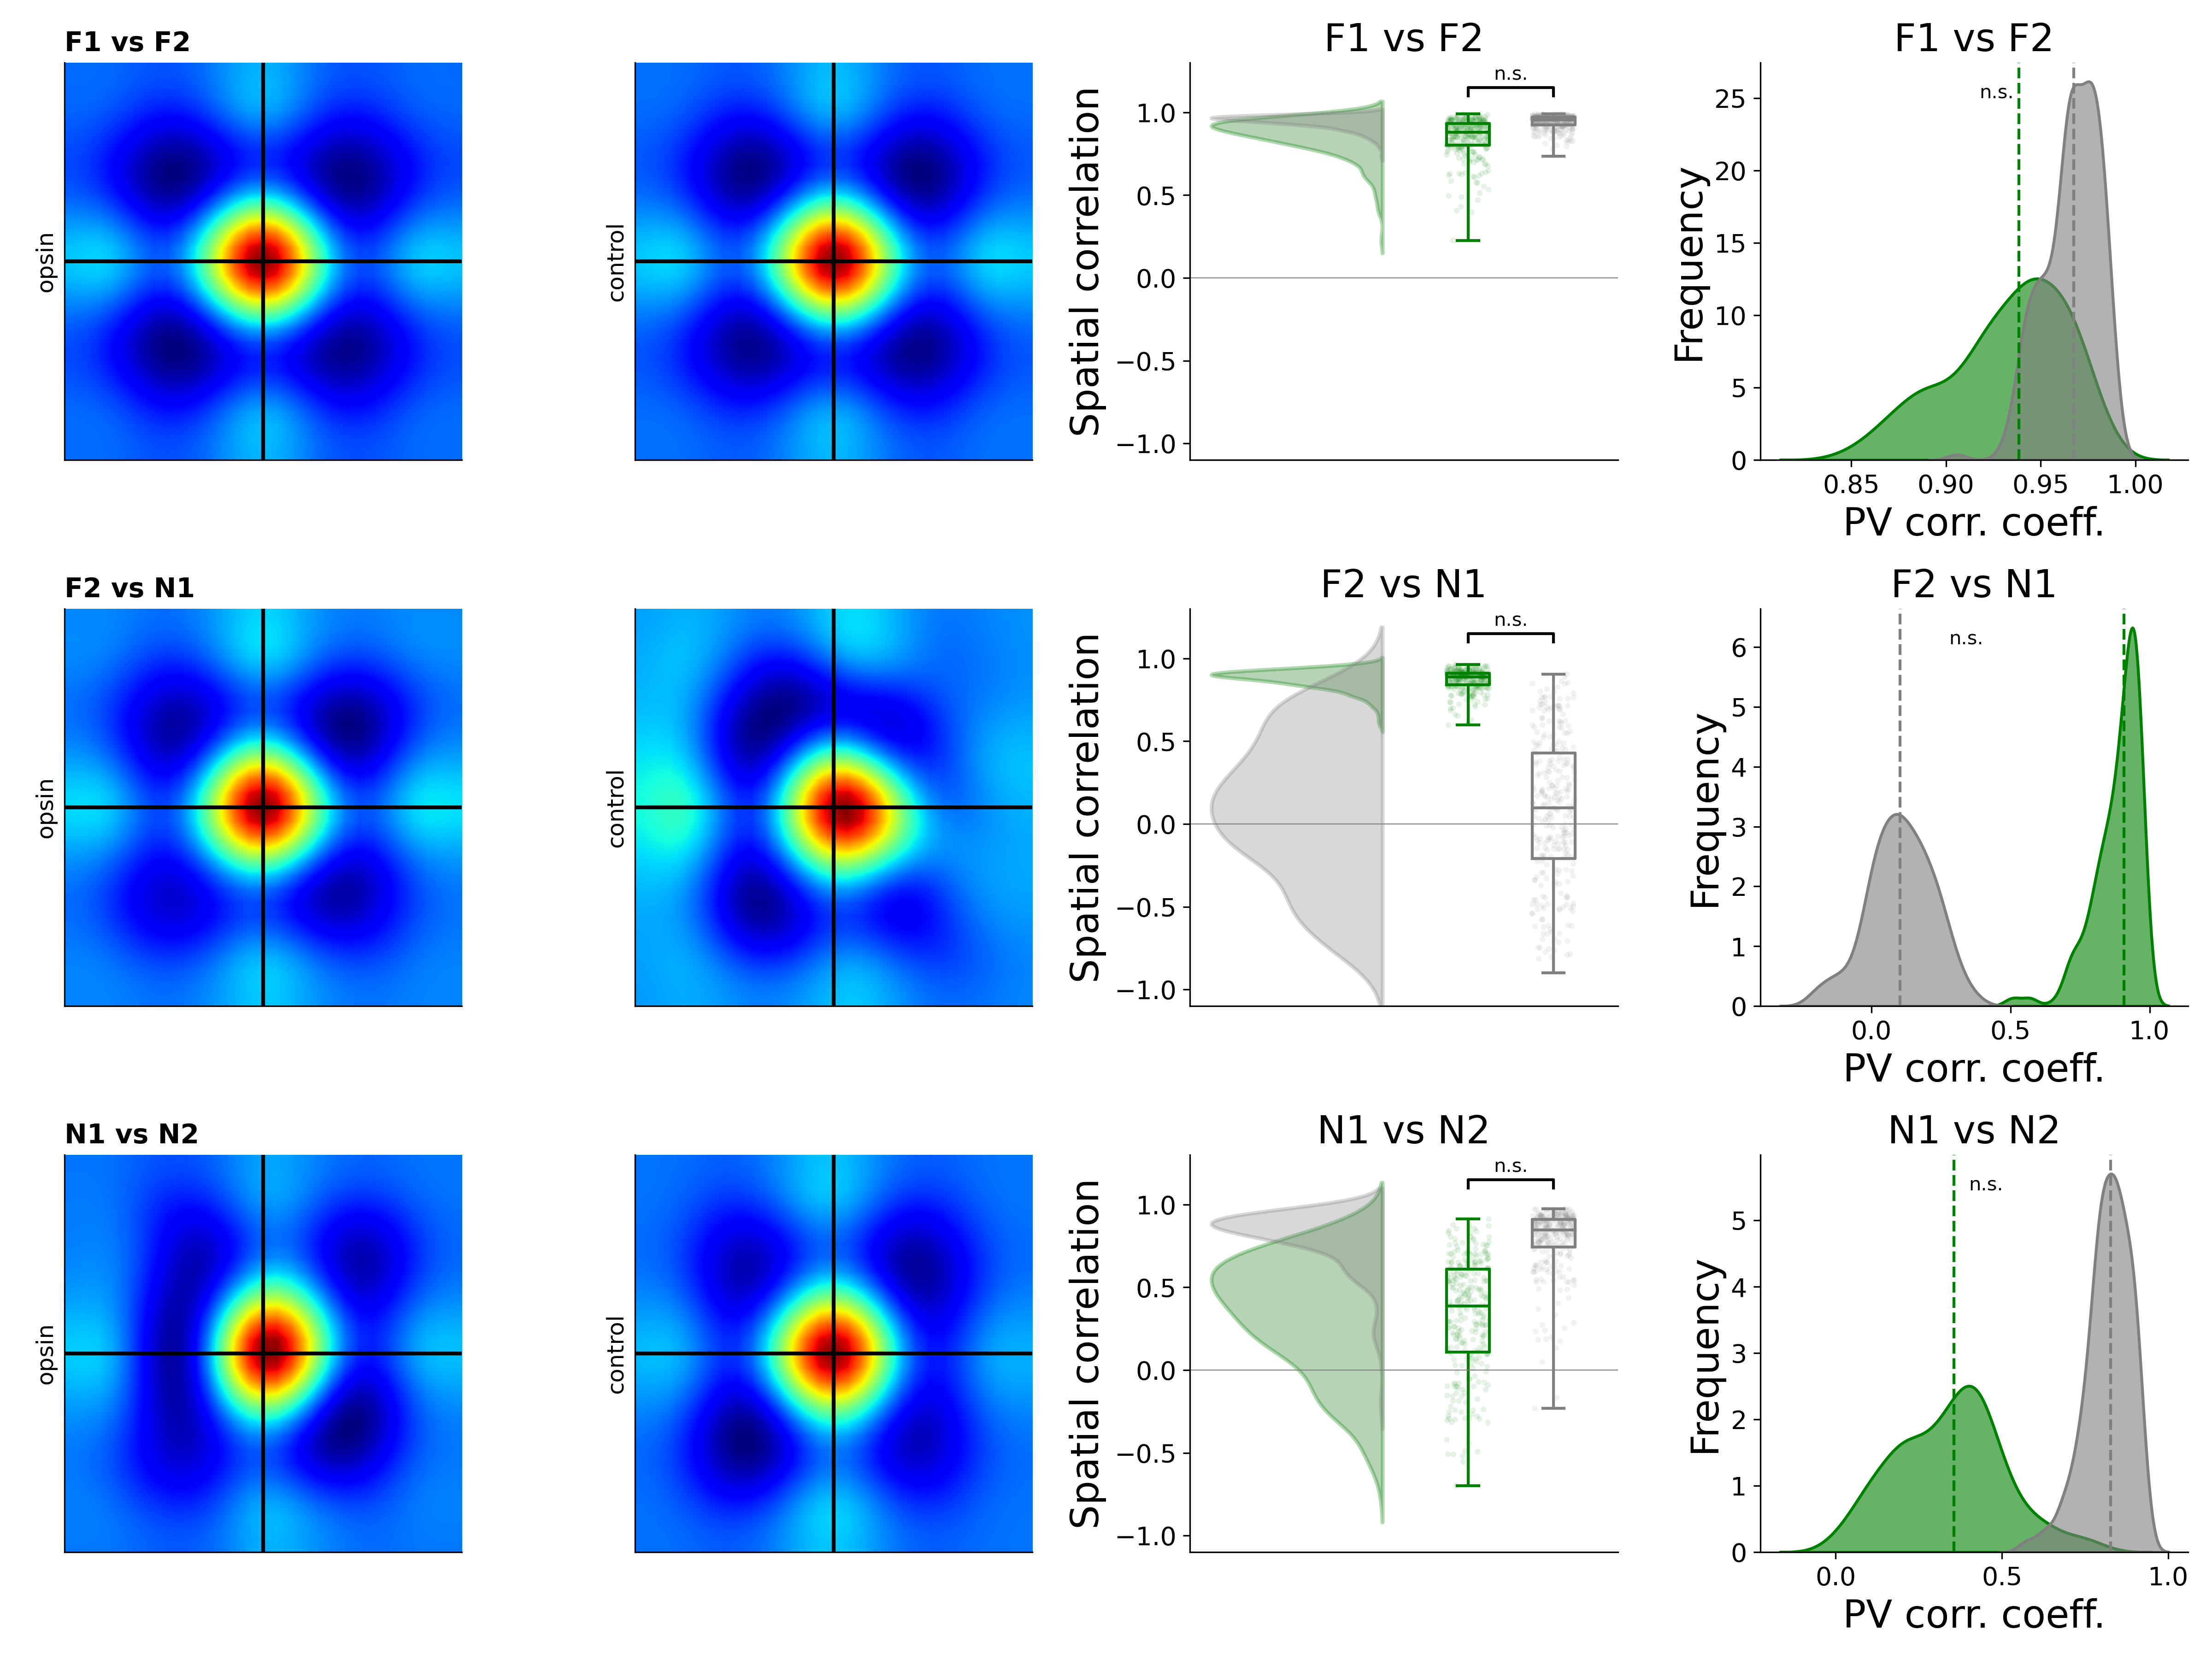 F1 vs F2
opsin
control
F1 vs F2
Spatial correlation
1.0
0.5
0.0
−0.5
−1.0
n.s.
F1 vs F2
Frequency
25
20
15
10
5
0
n.s.
0.85 0.90 0.95 1.00
PV corr. coeff.
F2 vs N1
opsin
control
F2 vs N1
Spatial correlation
1.0
0.5
0.0
−0.5
−1.0
n.s.
F2 vs N1
Frequency
6
5
4
3
2
1
0
n.s.
0.0 0.5 1.0
PV corr. coeff.
N1 vs N2
opsin
control
N1 vs N2
Spatial correlation
1.0
0.5
0.0
−0.5
−1.0
n.s.
N1 vs N2
Frequency
5
4
3
2
1
0
n.s.
0.0 0.5 1.0
PV corr. coeff.